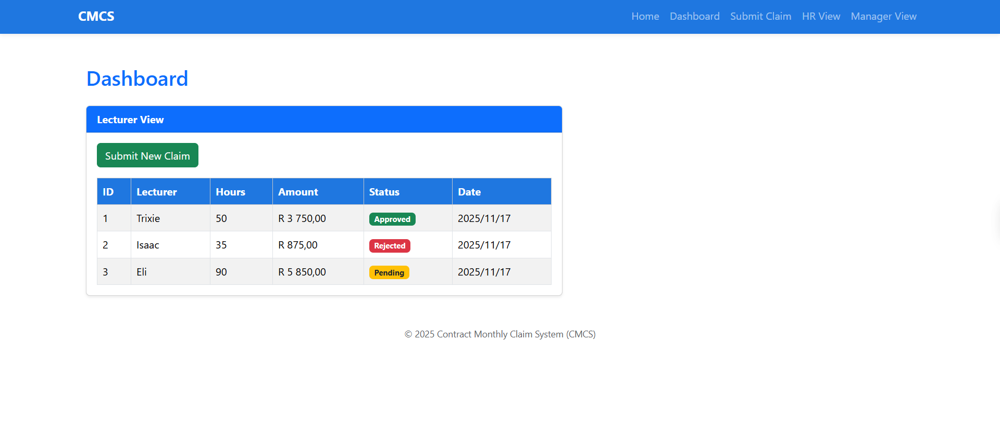 CMCS Home Dashboard Submit Claim HR View Manager View
Dashboard
Lecturer View
Submit New Claim
ID Lecturer Hours Amount Status Date
1 Trixie 50 R 3 750,00 Approved 2025/11/17
2 Isaac 35 R 875,00 Rejected 2025/11/17
3 Eli 90 R 5 850,00 Pending 2025/11/17
© 2025 Contract Monthly Claim System (CMCS)